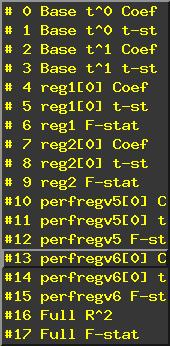 # 0 Base t^0 Coef
# 1 Base t^0 t-st
# 2 Base t^1 Coef
# 3 Base t^1 t-st
# 4 reg1[0] Coef
# 5 reg1[0] t-st
# 6 reg1 F-stat
# 7 reg2[0] Coef
# 8 reg2[0] t-st
# 9 reg2 F-stat
#10 perfregv5[0] C
#11 perfregv5[0] t
#12 perfregv5 F-st
#13 perfregv6[0] C
#14 perfregv6[0] t
#15 perfregv6 F-st
#16 Full R^2
#17 Full F-stat